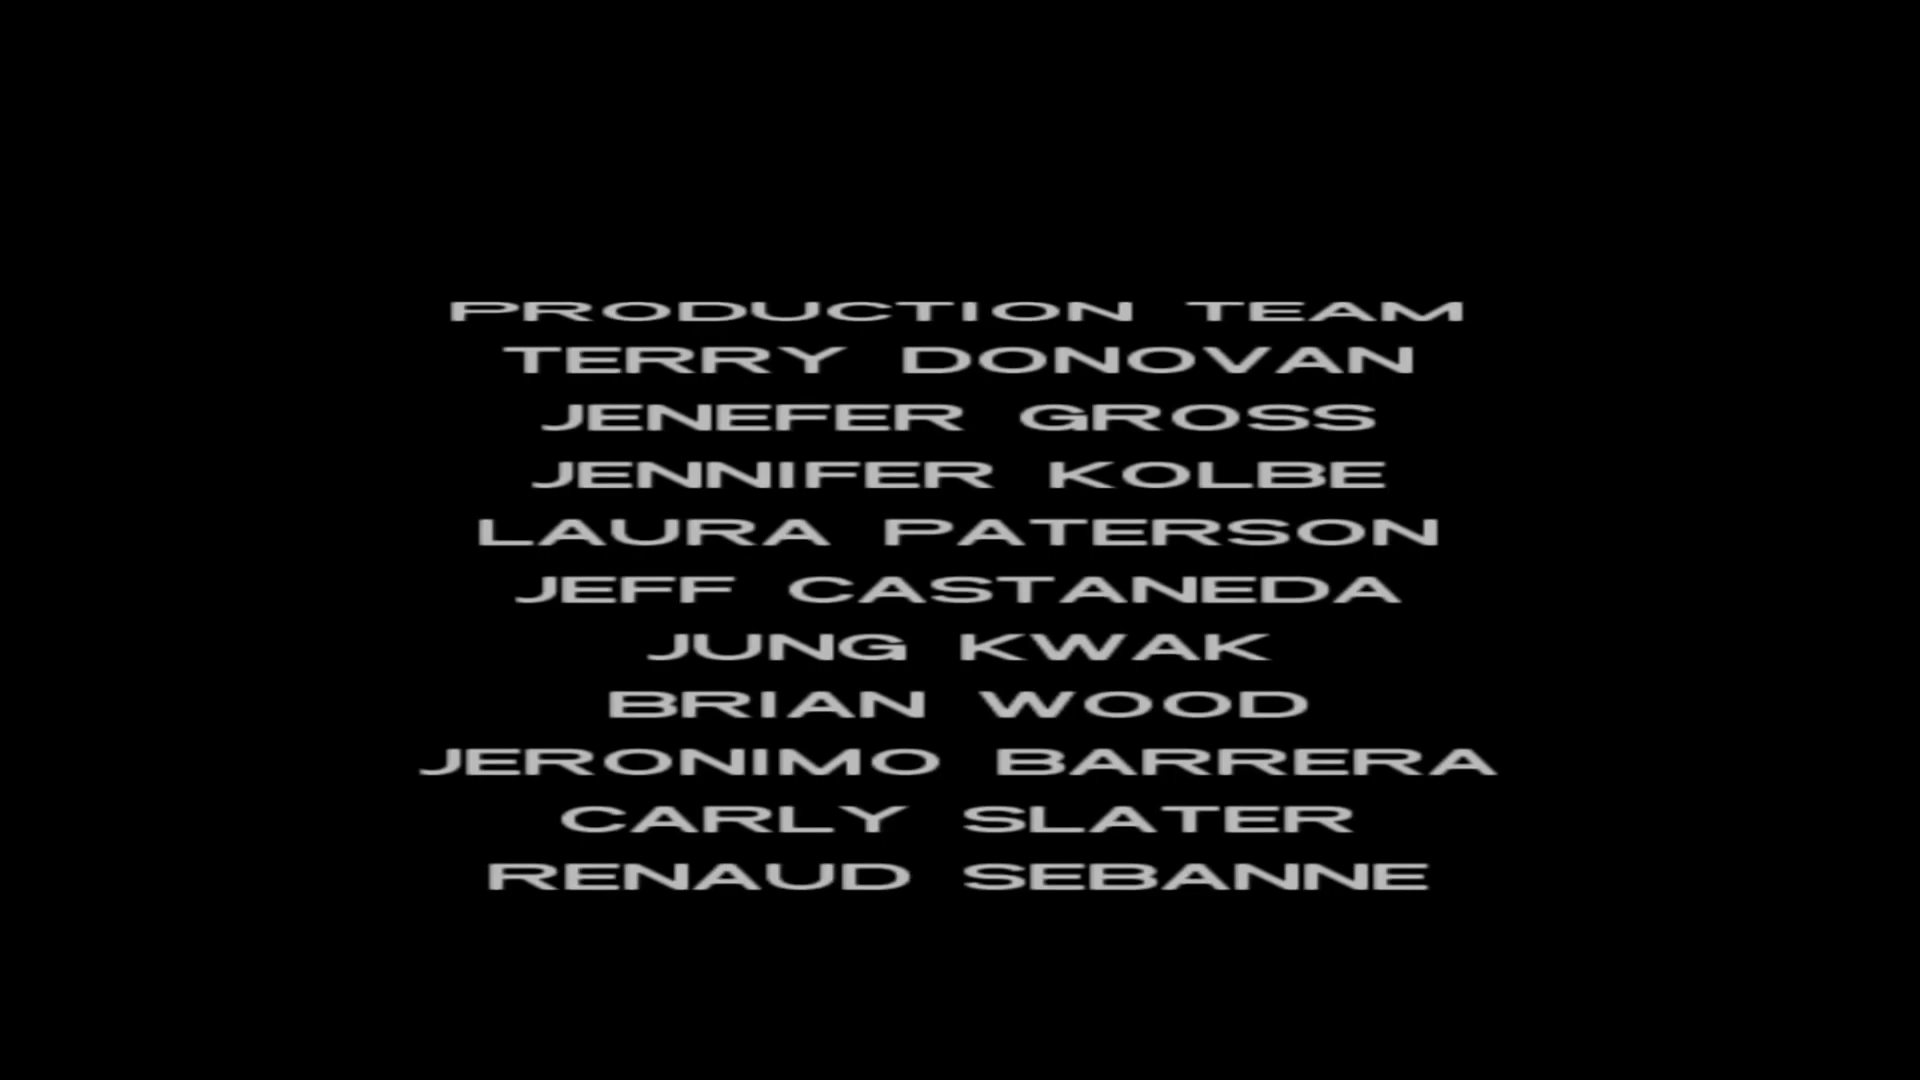 PRODUCTION TEAM
TERRY DONOVAN
JENEFER GROSS
JENNIFER KOLBE
LAURA PATERSON
JEFF CASTANEDA
JUNG KWAK
BRIAN WOOD
JERONIMO BARRERA
CARLY SLATER
RENAUD SEBANNE